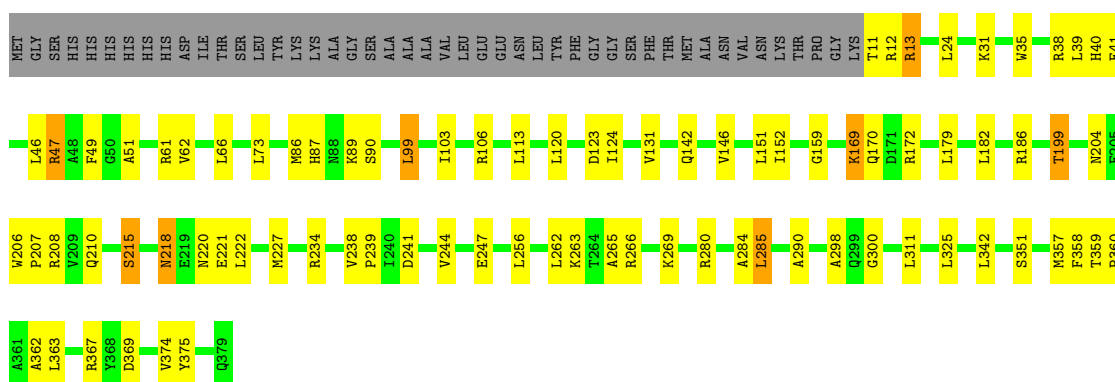 MET GLY SER HIS HIS HIS HIS HIS HIS ASP ILE THR SER LEU TYR LYS LYS ALA GLY SER ALA ALA ALA VAL LEU GLU GLU ASN LEU TYR PHE GLY GLY SER PHE THR MET ALA ASN VAL ASN LYS THR PRO GLY LYS T11 R12 R13 L24 K31 W35 R38 L39 H40
L46 R47 A48 F49 G50 A51 R61 V62 L66 L73 M86 H87 N88 K89 S90 L99 I103 R106 L113 L120 D123 I124 V131 Q142 V146 L151 I152 G159 K169 Q170 D171 R172 L179 L182 R186 T199 N204
W206 P207 R208 V209 Q210 S215 N218 E219 N220 E221 L222 M227 R234 V238 P239 I240 D241 V244 E247 L256 L262 K263 T264 A265 R266 K269 R280 A284 L285 A290 A298 Q299 G300 L311 L325 L342 S351 M357 F358 T359
A361 A362 L363 R367 Y368 D369 V374 Y375 Q379